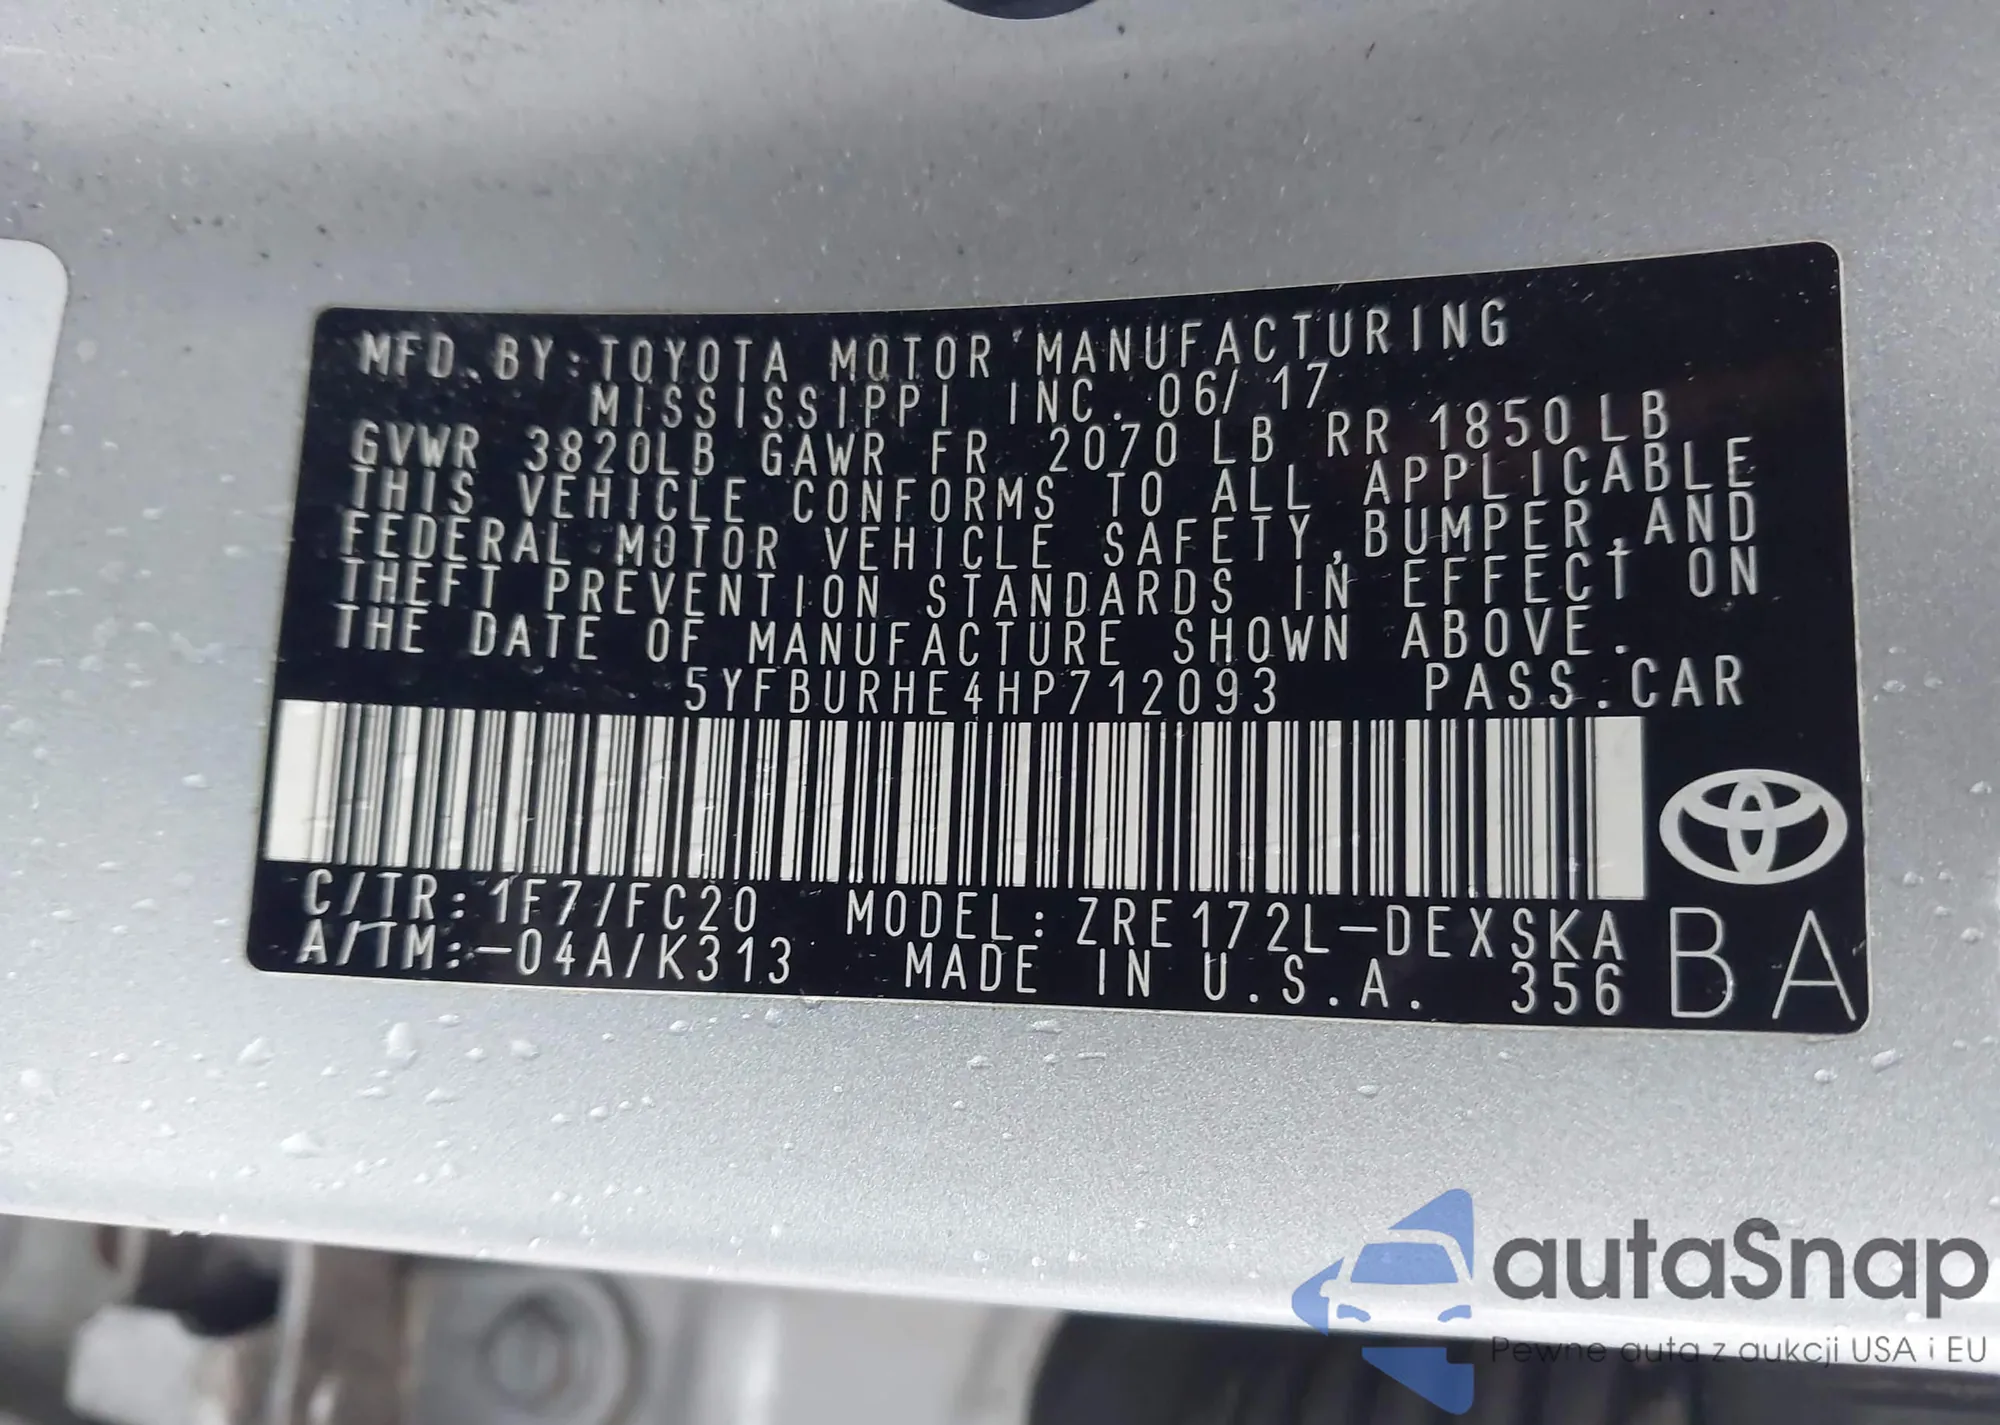 MFD. BY: TOYOTA MOTOR MANUFACTURING
MISSISSIPPI INC. 06/17
GVWR 3820LB GAWR FR 2070 LB RR 1850 LB
THIS VEHICLE CONFORMS TO ALL APPLICABLE
FEDERAL MOTOR VEHICLE SAFETY, BUMPER, AND
THEFT PREVENTION STANDARDS IN EFFECT ON
THE DATE OF MANUFACTURE SHOWN ABOVE.
5YFBURHE4HP712093 PASS. CAR
C/TR: 1F7/FC20 MODEL: ZRE172L-DEXSKA
A/TM: -04A/K313 MADE IN U.S.A. 356 BA
autaSnap
Pewne auta z aukcji USA i EU